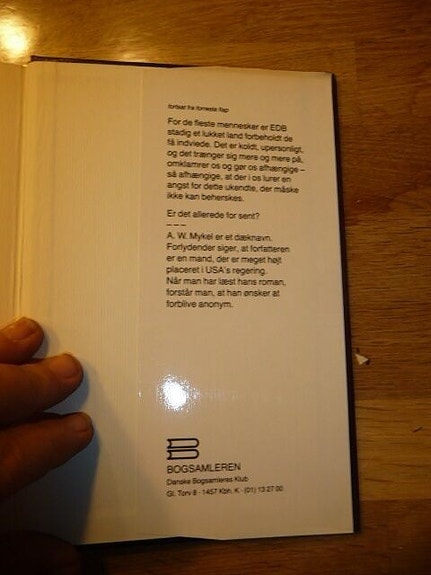 fortsat fra forreste flap
For de fleste mennesker er EDB
stadig et lukket land forbeholdt de
få indviede. Det er koldt, upersonligt,
og det trænger sig mere og mere på,
omklamrer os og gør os afhængige –
så afhængige, at der i os lurer en
angst for dette ukendte, der måske
ikke kan beherskes.
Er det allerede for sent?
– – –
A. W. Mykel er et dæknavn.
Forlydender siger, at forfatteren
er en mand, der er meget højt
placeret i USA's regering.
Når man har læst hans roman,
forstår man, at han ønsker at
forblive anonym.
BOGSAMLEREN
Danske Bogsamleres Klub
Gl. Torv 8 - 1457 Kbh. K - (01) 13 27 00